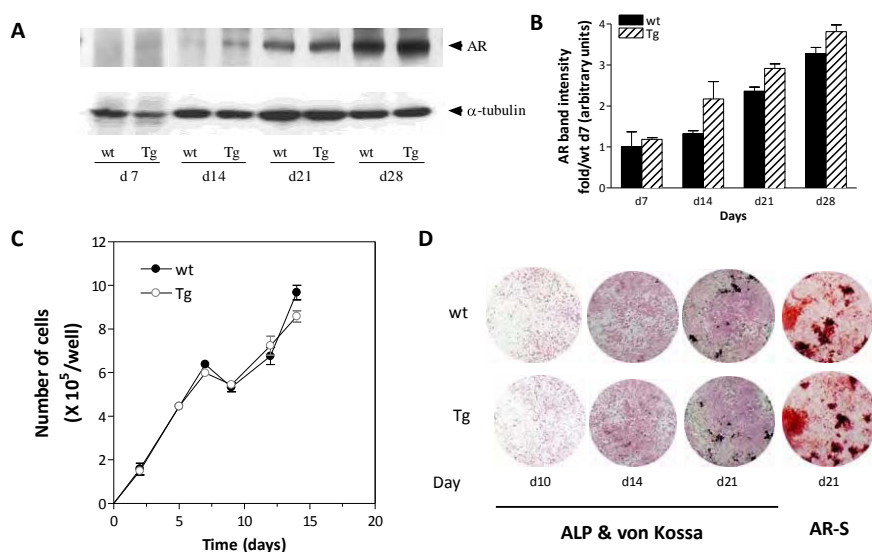 A
AR
α-tubulin
wt Tg wt Tg wt Tg wt Tg
d 7 d14 d21 d28
B
wt
Tg
AR band intensity
fold/wt d7 (arbitrary units)
4
3
2
1
0
d7 d14 d21 d28
Days
C
wt
Tg
Number of cells
(X 10⁵/well)
12
10
8
6
4
2
0
0 5 10 15 20
Time (days)
D
wt
Tg
Day d10 d14 d21 d21
ALP & von Kossa AR-S